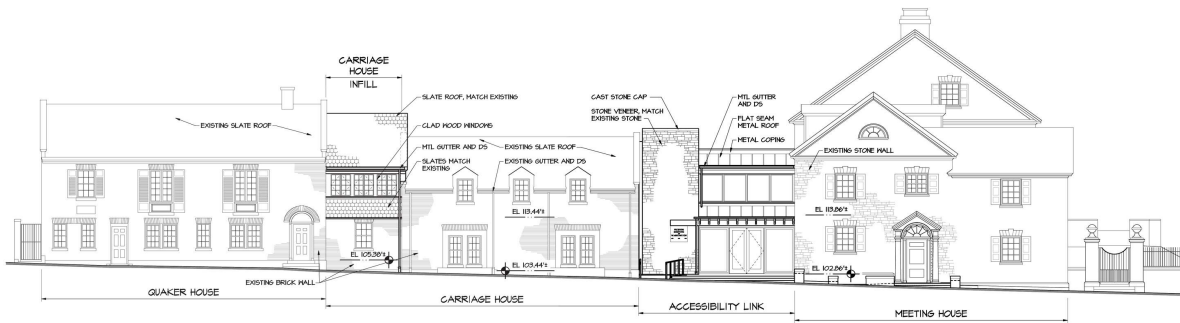 CARRIAGE
HOUSE
INFILL
SLATE ROOF, MATCH EXISTING
EXISTING SLATE ROOF
CLAD WOOD WINDOWS
MTL GUTTER AND DS
SLATES MATCH
EXISTING
EXISTING SLATE ROOF
EXISTING GUTTER AND DS
CAST STONE CAP
STONE VENEER, MATCH
EXISTING STONE
MTL GUTTER
AND DS
FLAT SEAM
METAL ROOF
METAL COPING
EXISTING STONE WALL
EL 113.44'±
EL 113.86'±
EL 105.38'±
EL 103.44'±
EL 102.86'±
EXISTING BRICK WALL
QUAKER HOUSE
CARRIAGE HOUSE
ACCESSIBILITY LINK
MEETING HOUSE